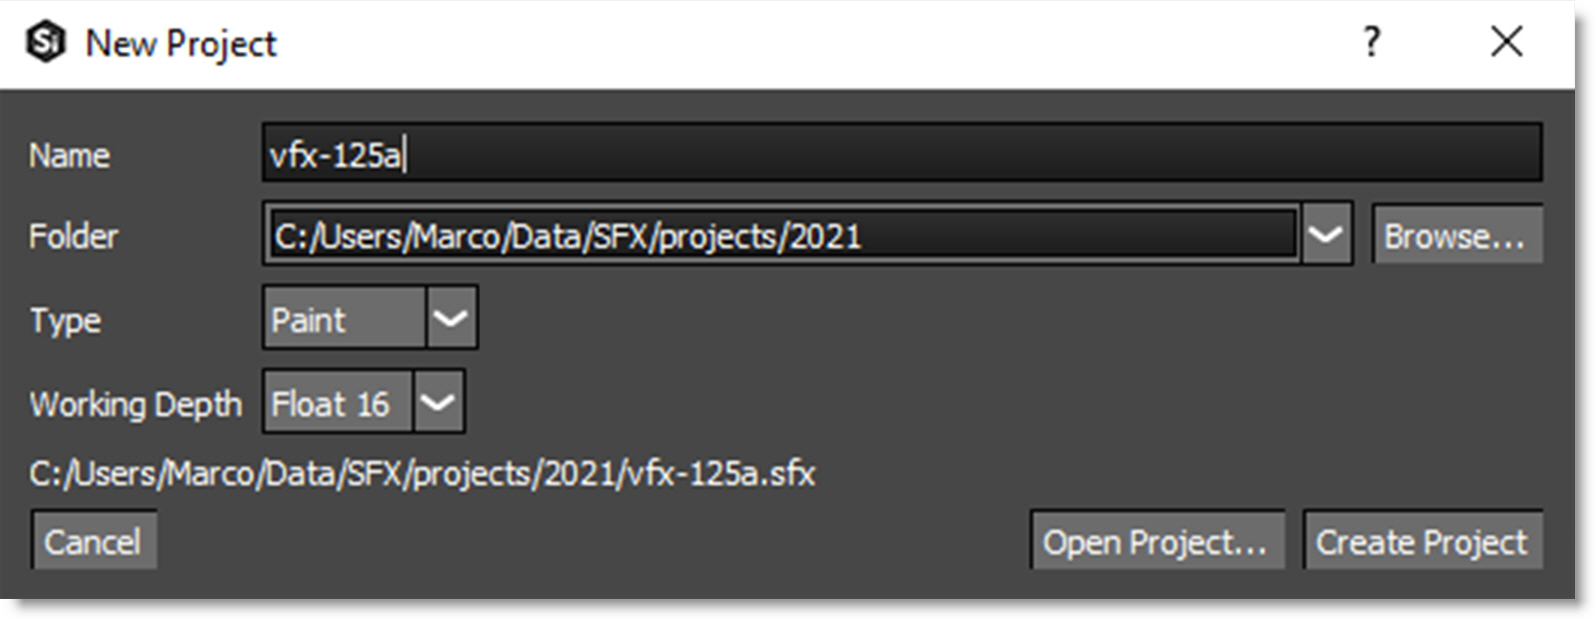 Si New Project ?
Name vfx-125a
Folder C:/Users/Marco/Data/SFX/projects/2021 Browse...
Type Paint
Working Depth Float 16
C:/Users/Marco/Data/SFX/projects/2021/vfx-125a.sfx
Cancel Open Project... Create Project